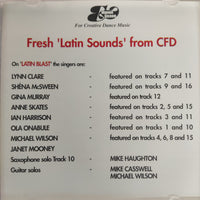 For Creative Dance Music
Fresh 'Latin Sounds' from CFD
On 'LATIN BLAST' the singers are:
LYNN CLARE - featured on tracks 7 and 11
SHÉNA McSWEEN - featured on tracks 9 and 16
GINA MURRAY - featured on track 12
ANNE SKATES - featured on tracks 2, 5 and 15
IAN HARRISON - featured on tracks 3 and 11
OLA ONABULE - featured on tracks 1 and 10
MICHAEL WILSON - featured on tracks 4, 6, 8 and 15
JANET MOONEY
Saxophone solo Track 10 - MIKE HAUGHTON
Guitar solos - MIKE CASSWELL
MICHAEL WILSON